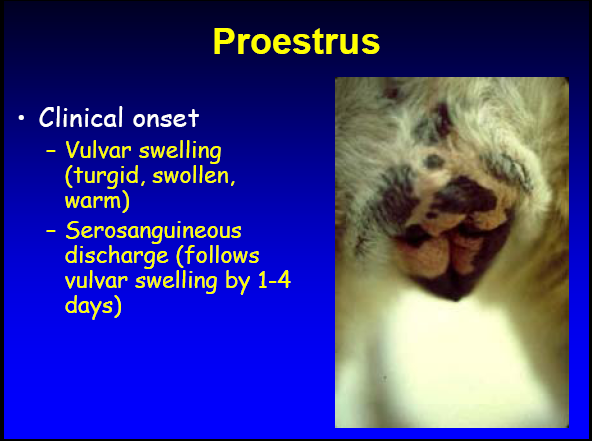 Proestrus
• Clinical onset
– Vulvar swelling
(turgid, swollen,
warm)
– Serosanguineous
discharge (follows
vulvar swelling by 1-4
days)